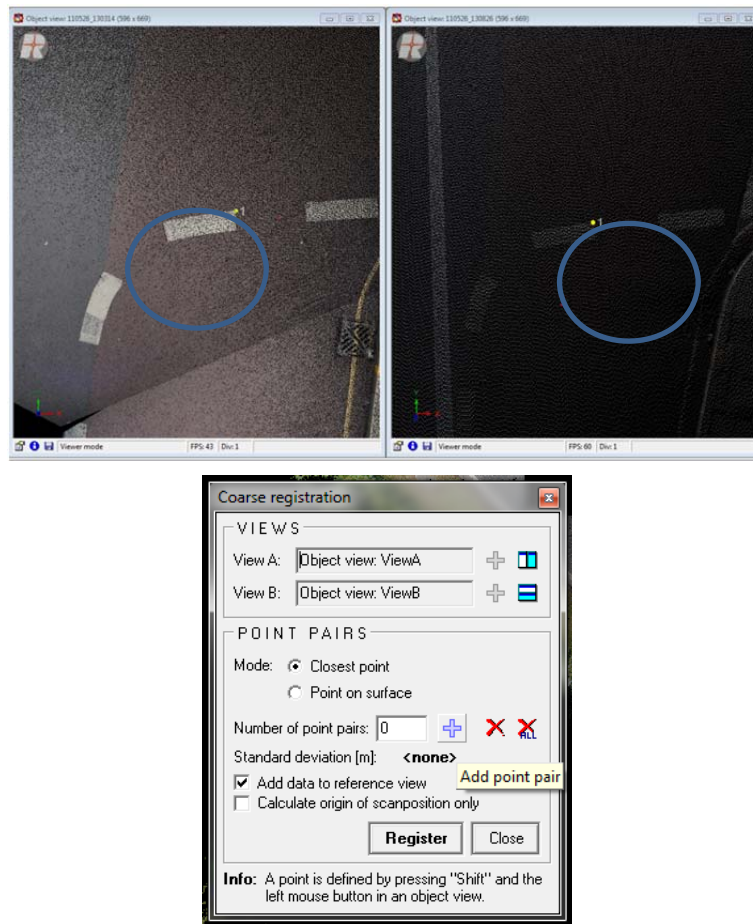 Object view: 110526_130314 (596 x 669)
1
Viewer mode FPS: 43 Div: 1
Object view: 110526_130826 (596 x 669)
1
Viewer mode FPS: 60 Div: 1
Coarse registration
VIEWS
View A: Object view: ViewA
View B: Object view: ViewB
POINT PAIRS
Mode: Closest point
Point on surface
Number of point pairs: 0
ALL
Standard deviation [m]: <none>
Add point pair
Add data to reference view
Calculate origin of scanposition only
Register Close
Info: A point is defined by pressing "Shift" and the
left mouse button in an object view.